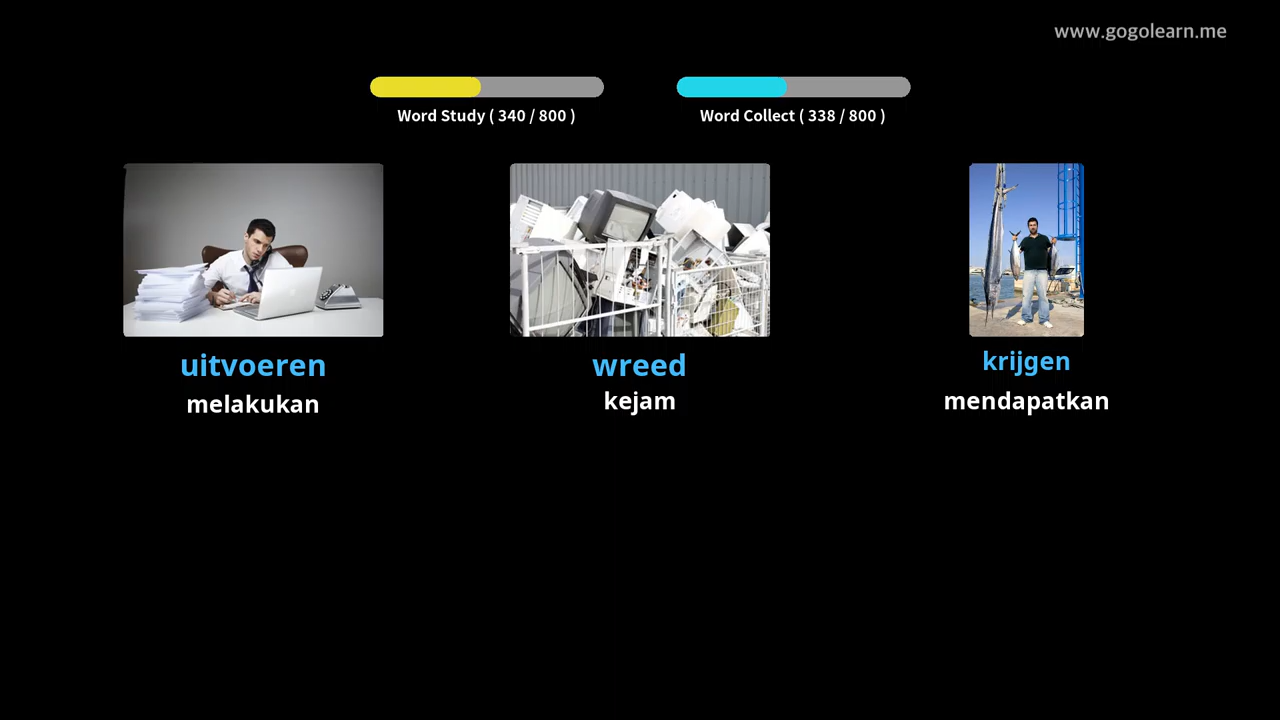 www.gogolearn.me
Word Study ( 340 / 800 )
Word Collect ( 338 / 800 )
uitvoeren
melakukan
wreed
kejam
krijgen
mendapatkan